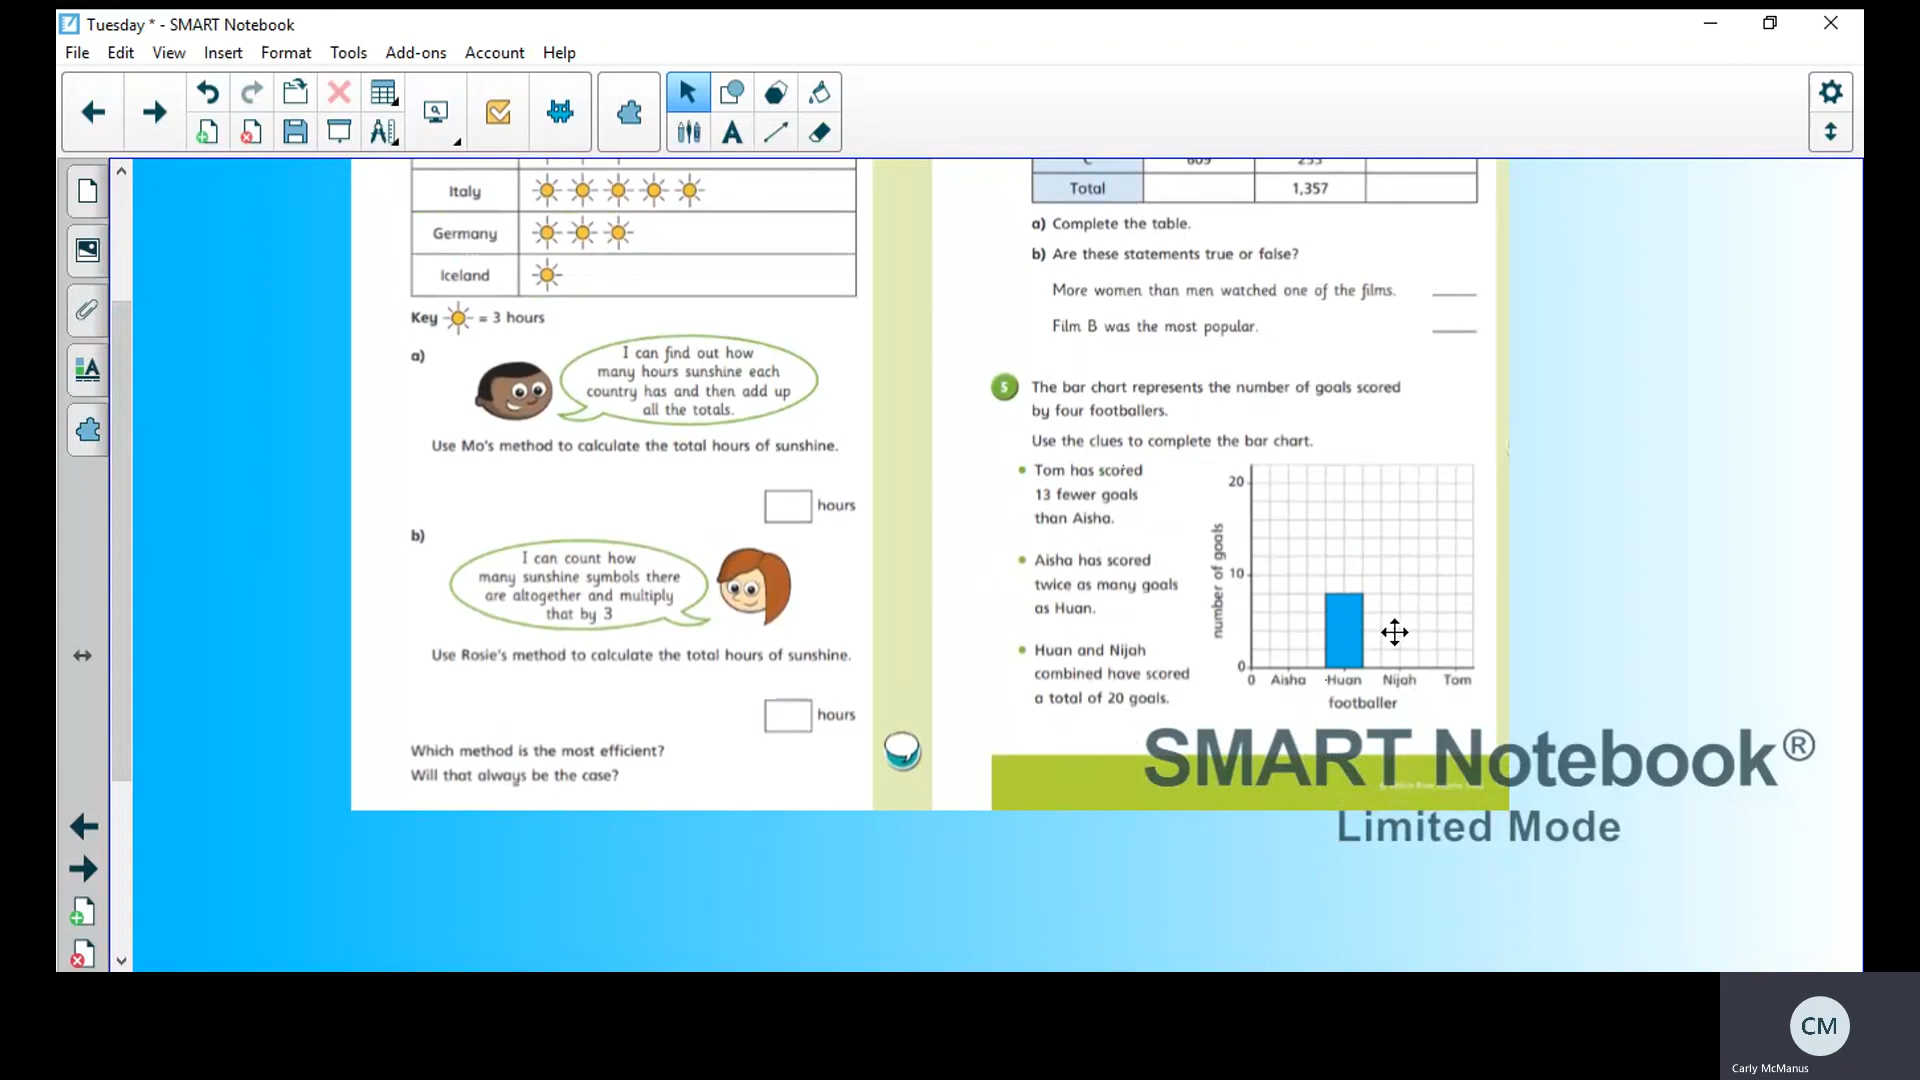 Tuesday * - SMART Notebook
File Edit View Insert Format Tools Add-ons Account Help
Italy
Germany
Iceland
Key = 3 hours
a)
I can find out how
many hours sunshine each
country has and then add up
all the totals.
Use Mo's method to calculate the total hours of sunshine.
hours
b)
I can count how
many sunshine symbols there
are altogether and multiply
that by 3
Use Rosie's method to calculate the total hours of sunshine.
hours
Which method is the most efficient?
Will that always be the case?
Total 1,357
a) Complete the table.
b) Are these statements true or false?
More women than men watched one of the films.
Film B was the most popular.
5 The bar chart represents the number of goals scored
by four footballers.
Use the clues to complete the bar chart.
• Tom has scored
13 fewer goals
than Aisha.
• Aisha has scored
twice as many goals
as Huan.
• Huan and Nijah
combined have scored
a total of 20 goals.
number of goals
20
10
0
0 Aisha Huan Nijah Tom
footballer
SMART Notebook®
Limited Mode
CM
Carly McManus